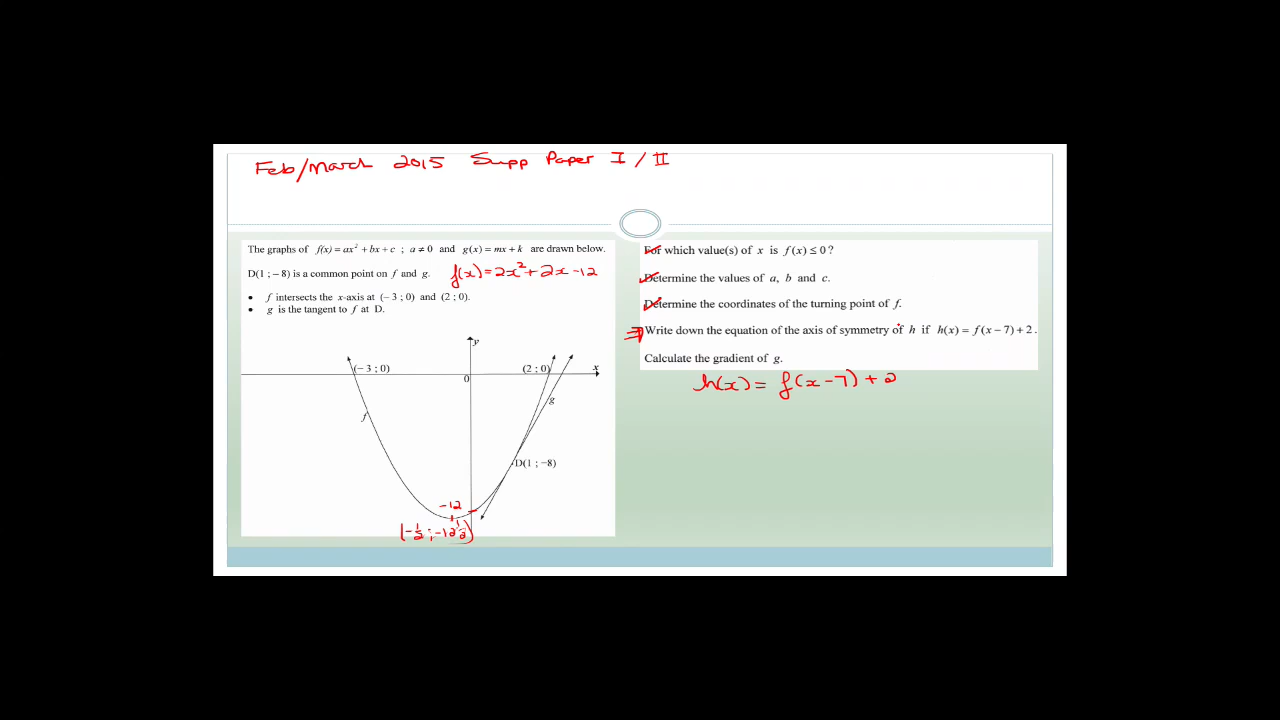 Feb/March 2015 Supp Paper I / II
The graphs of f(x) = ax² + bx + c ; a ≠ 0 and g(x) = mx + k are drawn below.
D(1 ; −8) is a common point on f and g.
f(x) = 2x² + 2x − 12
• f intersects the x-axis at (− 3 ; 0) and (2 ; 0).
• g is the tangent to f at D.
y
(− 3 ; 0)
(2 ; 0)
x
0
g
f
D(1 ; −8)
−12
(−½ ; −12½)
For which value(s) of x is f(x) ≤ 0 ?
Determine the values of a, b and c.
Determine the coordinates of the turning point of f.
Write down the equation of the axis of symmetry of h if h(x) = f(x − 7) + 2 .
Calculate the gradient of g.
h(x) = f(x − 7) + 2